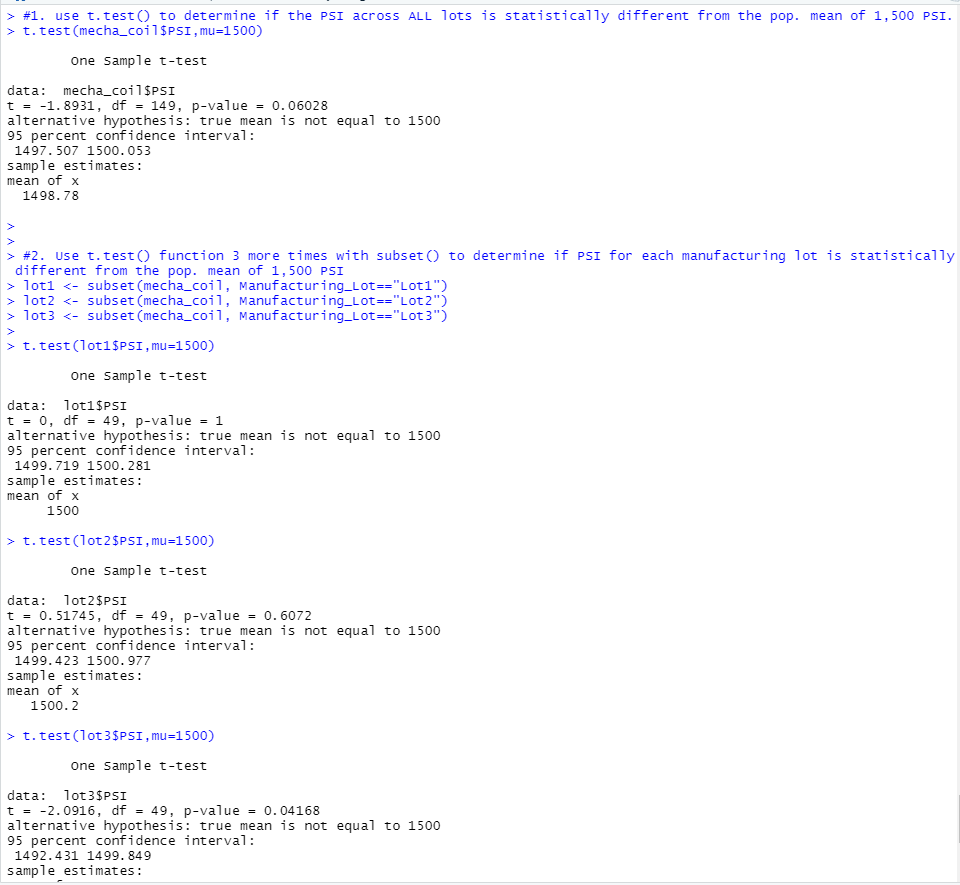 > #1. use t.test() to determine if the PSI across ALL lots is statistically different from the pop. mean of 1,500 PSI.
> t.test(mecha_coil$PSI,mu=1500)
One Sample t-test
data:  mecha_coil$PSI
t = -1.8931, df = 149, p-value = 0.06028
alternative hypothesis: true mean is not equal to 1500
95 percent confidence interval:
1497.507 1500.053
sample estimates:
mean of x
1498.78
>
>
> #2. Use t.test() function 3 more times with subset() to determine if PSI for each manufacturing lot is statistically
different from the pop. mean of 1,500 PSI
> lot1 <- subset(mecha_coil, Manufacturing_Lot=="Lot1")
> lot2 <- subset(mecha_coil, Manufacturing_Lot=="Lot2")
> lot3 <- subset(mecha_coil, Manufacturing_Lot=="Lot3")
>
> t.test(lot1$PSI,mu=1500)
One Sample t-test
data:  lot1$PSI
t = 0, df = 49, p-value = 1
alternative hypothesis: true mean is not equal to 1500
95 percent confidence interval:
1499.719 1500.281
sample estimates:
mean of x
1500
> t.test(lot2$PSI,mu=1500)
One Sample t-test
data:  lot2$PSI
t = 0.51745, df = 49, p-value = 0.6072
alternative hypothesis: true mean is not equal to 1500
95 percent confidence interval:
1499.423 1500.977
sample estimates:
mean of x
1500.2
> t.test(lot3$PSI,mu=1500)
One Sample t-test
data:  lot3$PSI
t = -2.0916, df = 49, p-value = 0.04168
alternative hypothesis: true mean is not equal to 1500
95 percent confidence interval:
1492.431 1499.849
sample estimates: